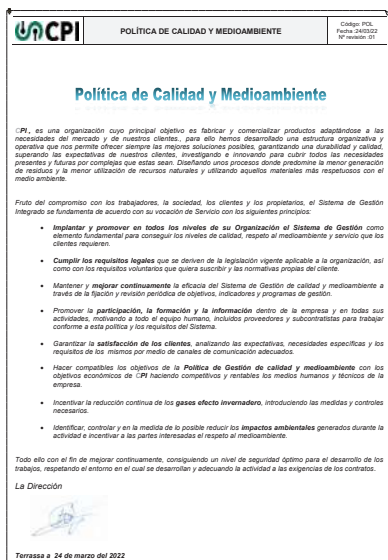 CPI
POLÍTICA DE CALIDAD Y MEDIOAMBIENTE
Código: POL
Fecha :24/03/22
Nº revisión :01
Política de Calidad y Medioambiente
CPI., es una organización cuyo principal objetivo es fabricar y comercializar productos adaptándose a las
necesidades del mercado y de nuestros clientes., para ello hemos desarrollado una estructura organizativa y
operativa que nos permite ofrecer siempre las mejores soluciones posibles, garantizando una durabilidad y calidad,
superando las expectativas de nuestros clientes, investigando e innovando para cubrir todos las necesidades
presentes y futuras por complejas que estas sean. Diseñando unos procesos donde predomine la menor generación
de residuos y la menor utilización de recursos naturales y utilizando aquellos materiales más respetuosos con el
medio ambiente.
Fruto del compromiso con los trabajadores, la sociedad, los clientes y los propietarios, el Sistema de Gestión
Integrado se fundamenta de acuerdo con su vocación de Servicio con los siguientes principios:
• Implantar y promover en todos los niveles de su Organización el Sistema de Gestión como
elemento fundamental para conseguir los niveles de calidad, respeto al medioambiente y servicio que los
clientes requieren.
• Cumplir los requisitos legales que se deriven de la legislación vigente aplicable a la organización, así
como con los requisitos voluntarios que quiera suscribir y las normativas propias del cliente.
• Mantener y mejorar continuamente la eficacia del Sistema de Gestión de calidad y medioambiente a
través de la fijación y revisión periódica de objetivos, indicadores y programas de gestión.
• Promover la participación, la formación y la información dentro de la empresa y en todas sus
actividades, motivando a todo el equipo humano, incluidos proveedores y subcontratistas para trabajar
conforme a esta política y los requisitos del Sistema.
• Garantizar la satisfacción de los clientes, analizando las expectativas, necesidades específicas y los
requisitos de los mismos por medio de canales de comunicación adecuados.
• Hacer compatibles los objetivos de la Política de Gestión de calidad y medioambiente con los
objetivos económicos de CPI haciendo competitivos y rentables los medios humanos y técnicos de la
empresa.
• Incentivar la reducción continua de los gases efecto invernadero, introduciendo las medidas y controles
necesarios.
• Identificar, controlar y en la medida de lo posible reducir los impactos ambientales generados durante la
actividad e incentivar a las partes interesadas el respeto al medioambiente.
Todo ello con el fin de mejorar continuamente, consiguiendo un nivel de seguridad óptimo para el desarrollo de los
trabajos, respetando el entorno en el cual se desarrollan y adecuando la actividad a las exigencias de los contratos.
La Dirección
Terrassa a 24 de marzo del 2022